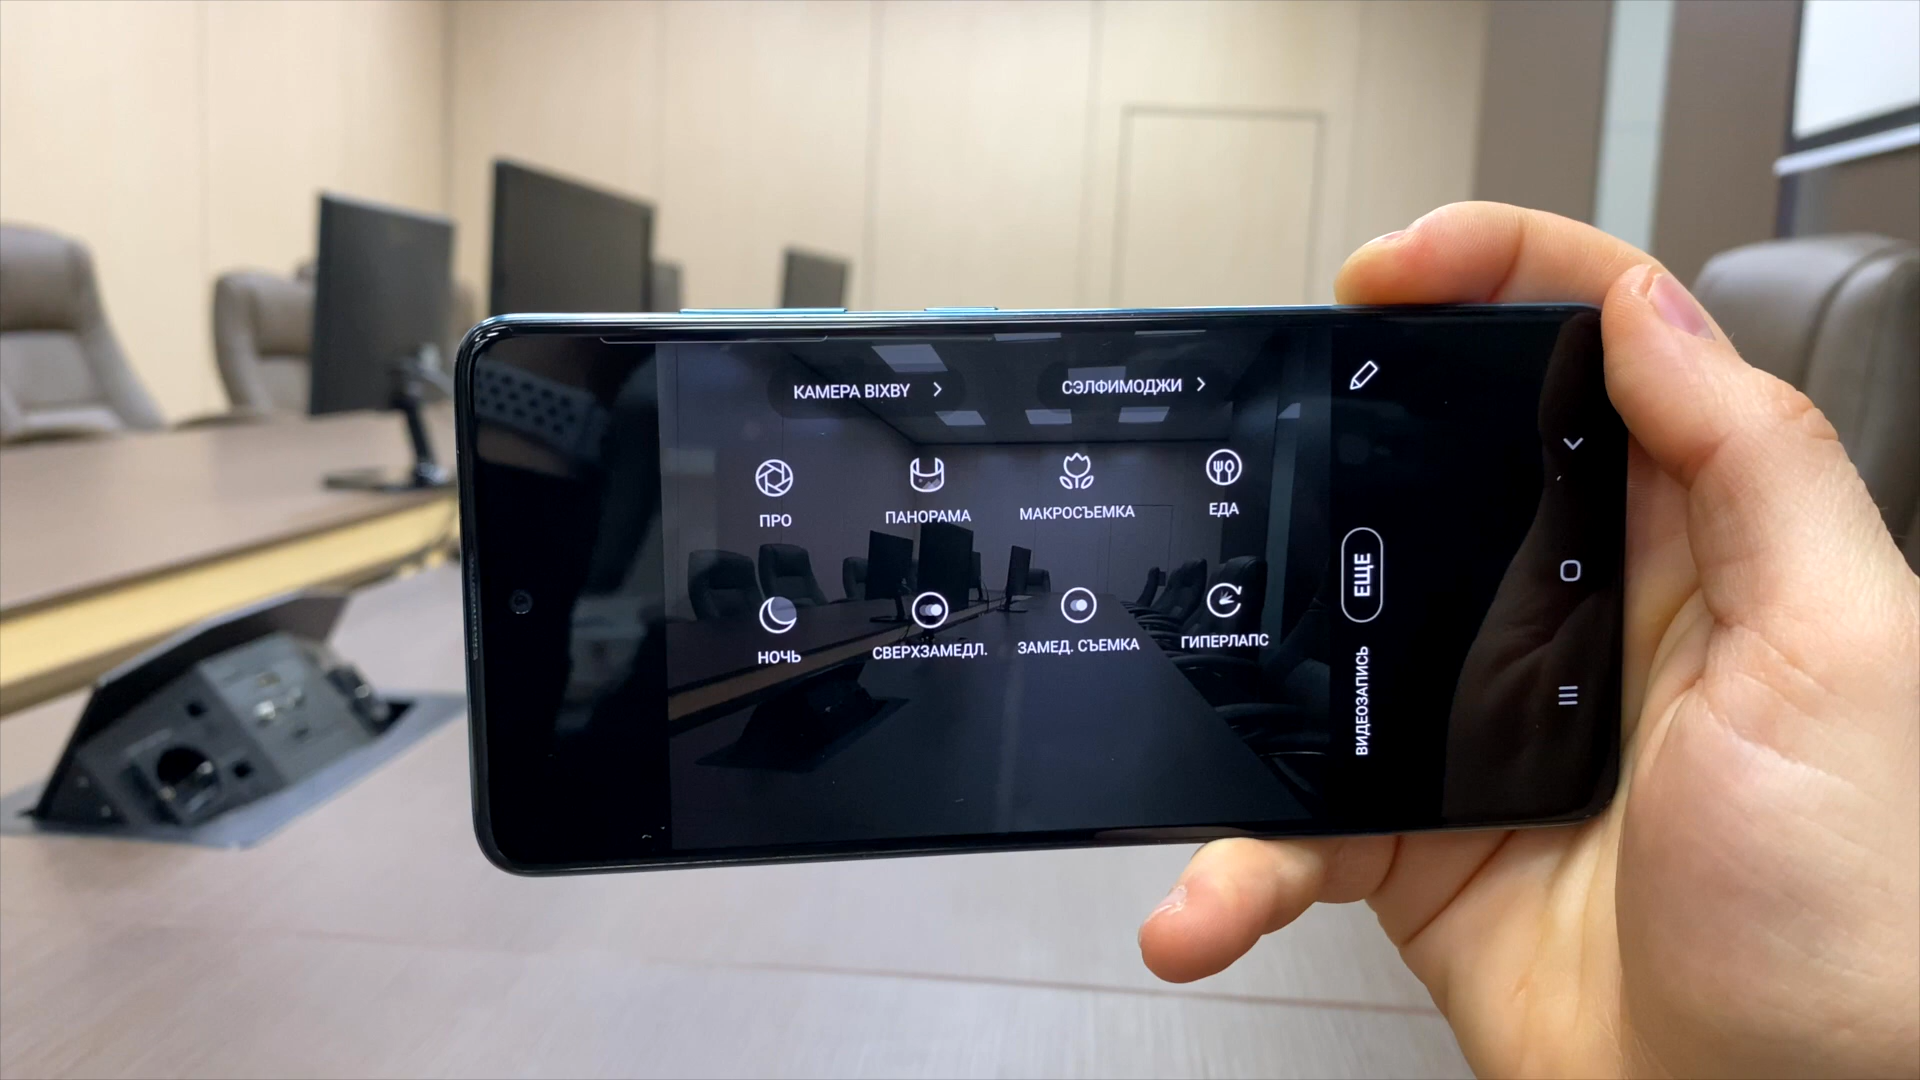 КАМЕРА BIXBY
СЭЛФИМОДЖИ
ПРО
ПАНОРАМА
МАКРОСЪЕМКА
ЕДА
НОЧЬ
СВЕРХЗАМЕДЛ.
ЗАМЕД. СЪЕМКА
ГИПЕРЛАПС
ЕЩЕ
ВИДЕОЗАПИСЬ